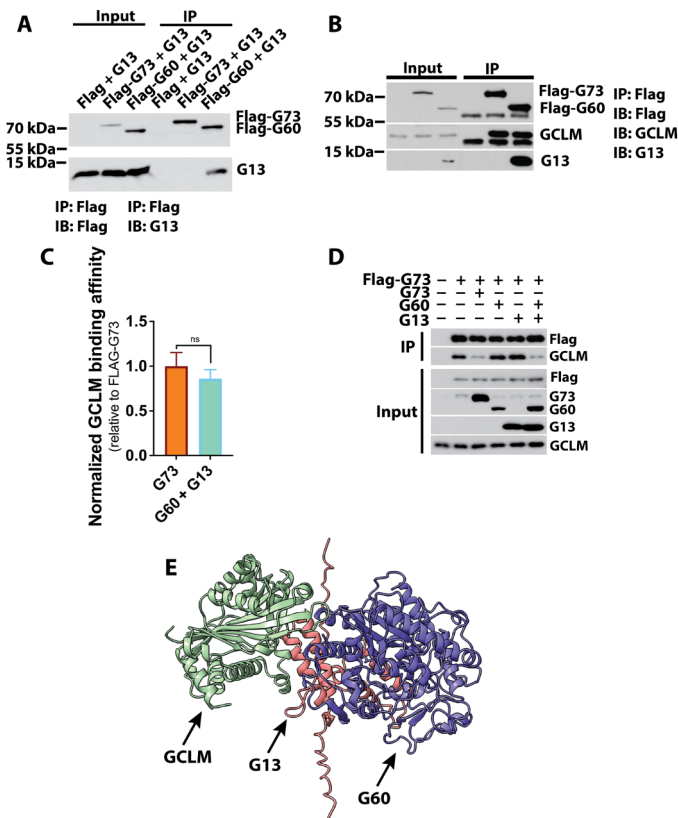 A
Input IP
Flag + G13
Flag-G73 + G13
Flag-G60 + G13
Flag + G13
Flag-G73 + G13
Flag-G60 + G13
70 kDa
55 kDa
15 kDa
Flag-G73
Flag-G60
G13
IP: Flag IP: Flag
IB: Flag IB: G13
B
Input IP
70 kDa
55 kDa
15 kDa
Flag-G73
Flag-G60
GCLM
G13
IP: Flag
IB: Flag
IB: GCLM
IB: G13
C
Normalized GCLM binding affinity
(relative to FLAG-G73
1.5
1.0
0.5
0.0
ns
G73
G60 + G13
D
Flag-G73 – + + + + +
G73 +
G60 + +
G13 + +
IP
Flag
GCLM
Input
Flag
G73
G60
G13
GCLM
E
GCLM
G13
G60